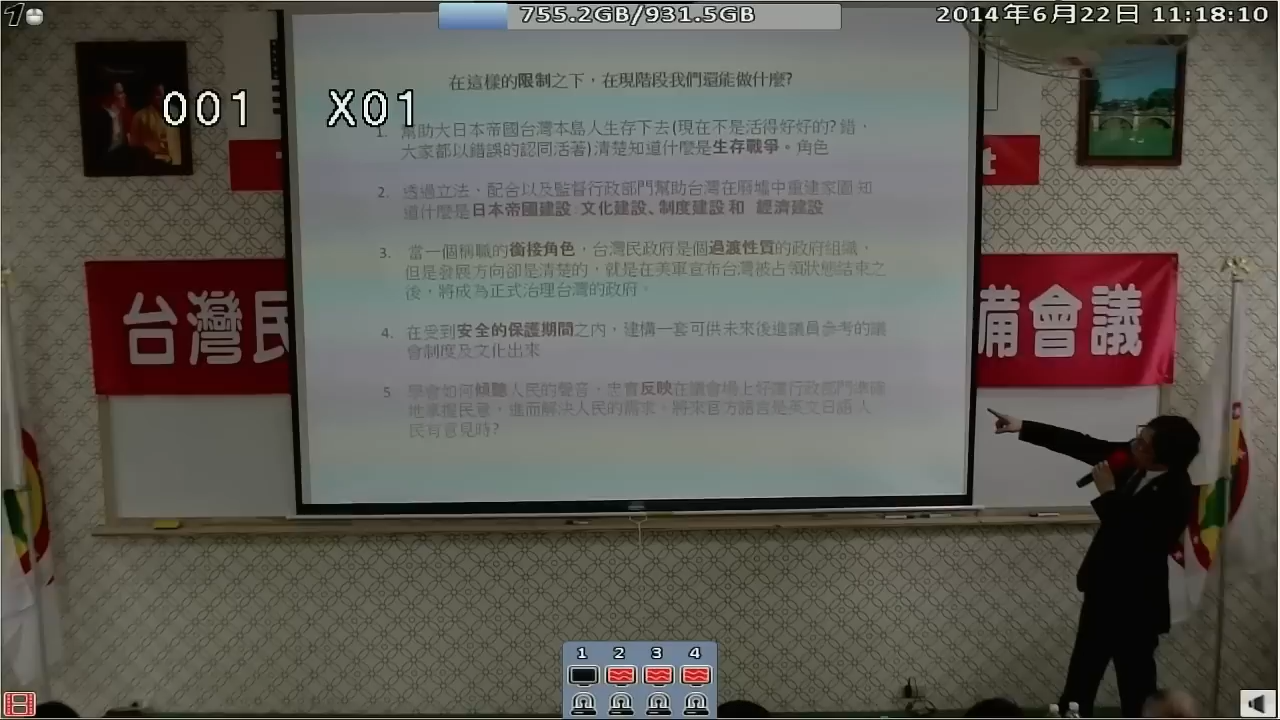 755.2GB/931.5GB
2014年6月22日 11:18:10
001 X01
在這樣的限制之下，在現階段我們還能做什麼?
1. 幫助大日本帝國台灣本島人生存下去(現在不是活得好好的? 錯，
大家都以錯誤的認同活著) 清楚知道什麼是生存戰爭。角色
2. 透過立法、配合以及監督行政部門幫助台灣在廢墟中重建家園 知
道什麼是日本帝國建設 文化建設、制度建設 和 經濟建設
3. 當一個稱職的銜接角色，台灣民政府是個過渡性質的政府組織，
但是發展方向卻是清楚的，就是在美軍宣布台灣被占領狀態結束之
後，將成為正式治理台灣的政府。
4. 在受到安全的保護期間之內，建構一套可供未來後進議員參考的議
會制度及文化出來
5 學會如何傾聽人民的聲音，忠實反映在議會場上好讓行政部門準確
地掌握民意，進而解決人民的需求。將來官方語言是英文日語 人
民有意見時?
t
台灣民
備會議
1 2 3 4